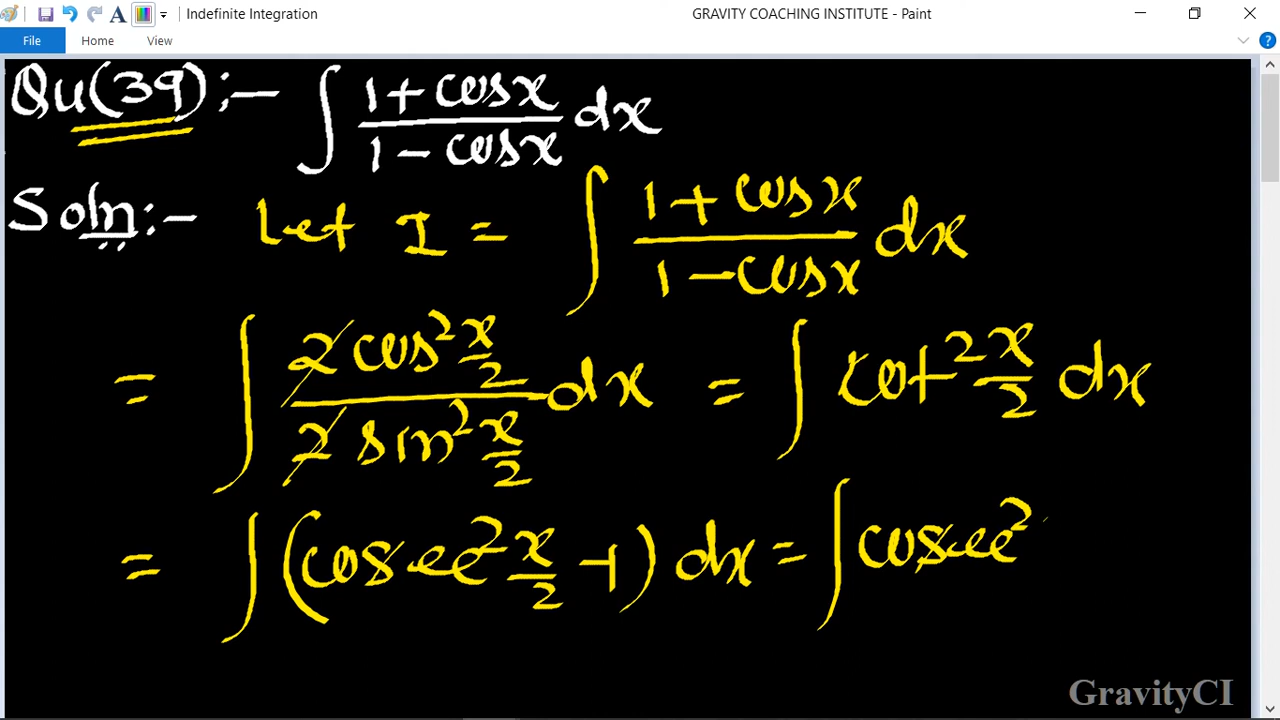 Indefinite Integration GRAVITY COACHING INSTITUTE - Paint
File Home View
Qu(39):- ∫ (1+cosx)/(1-cosx) dx
Soln:- Let I = ∫ (1+cosx)/(1-cosx) dx
= ∫ (2cos² x/2)/(2sin² x/2) dx = ∫ cot² x/2 dx
= ∫ (cosec² x/2 -1) dx = ∫ cosec²
GravityCI